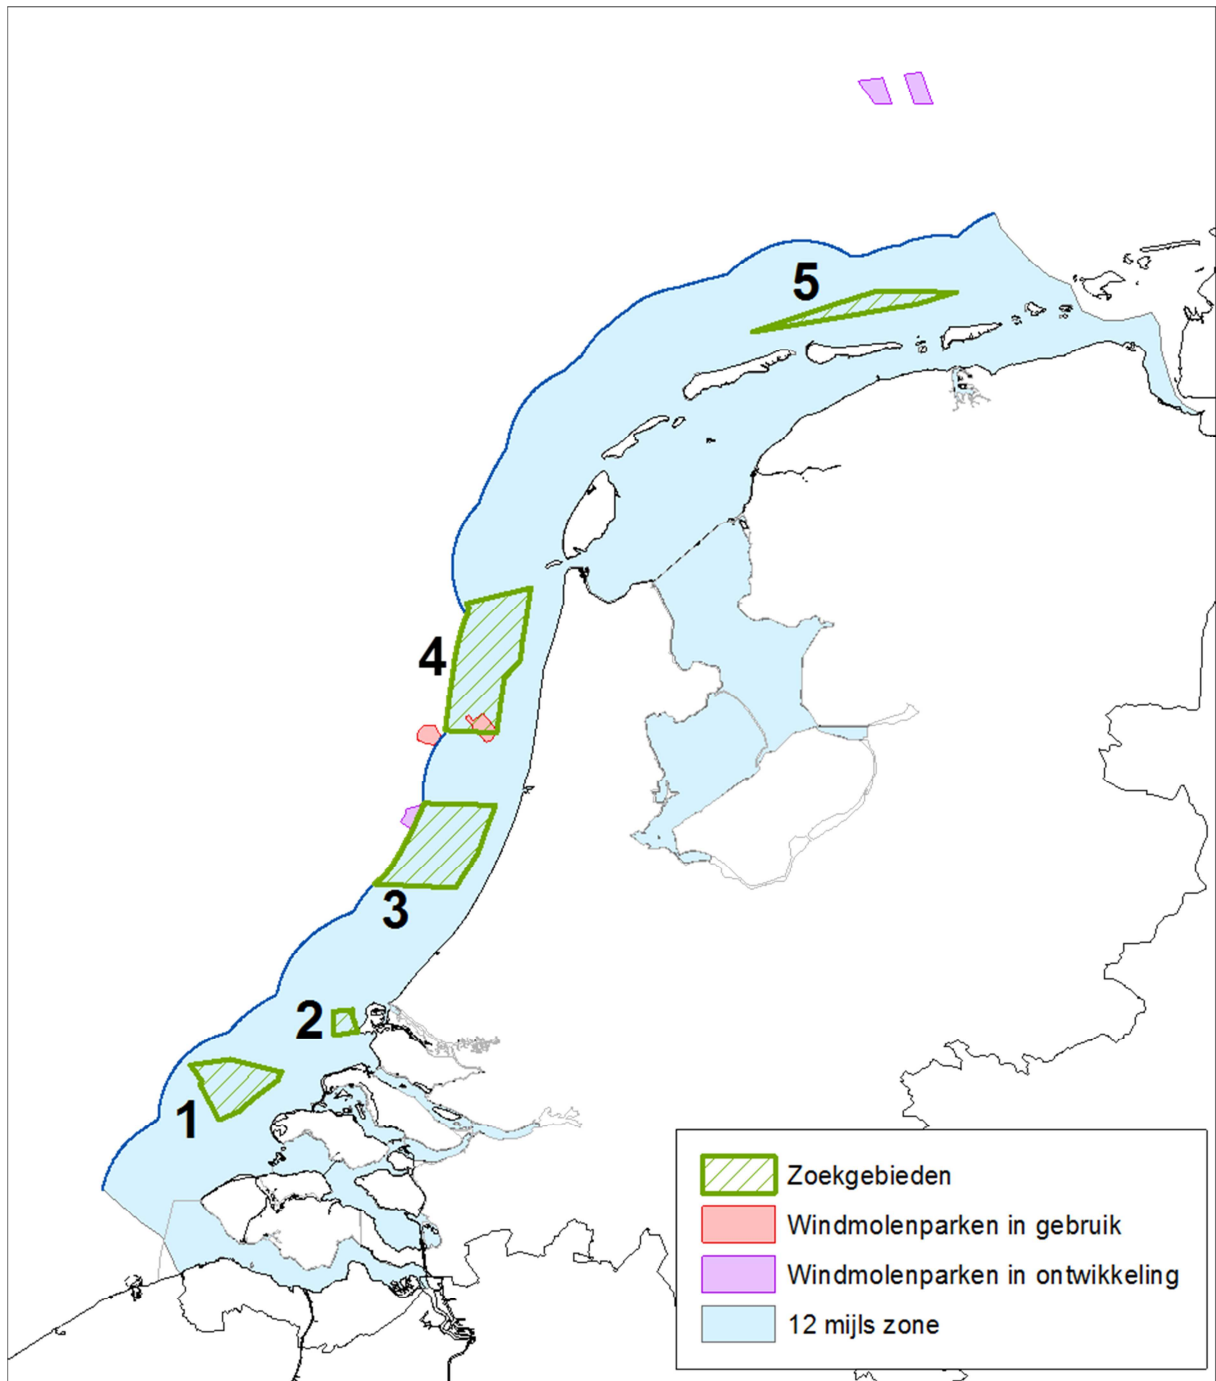 5
4
3
2
1
Zoekgebieden
Windmolenparken in gebruik
Windmolenparken in ontwikkeling
12 mijls zone